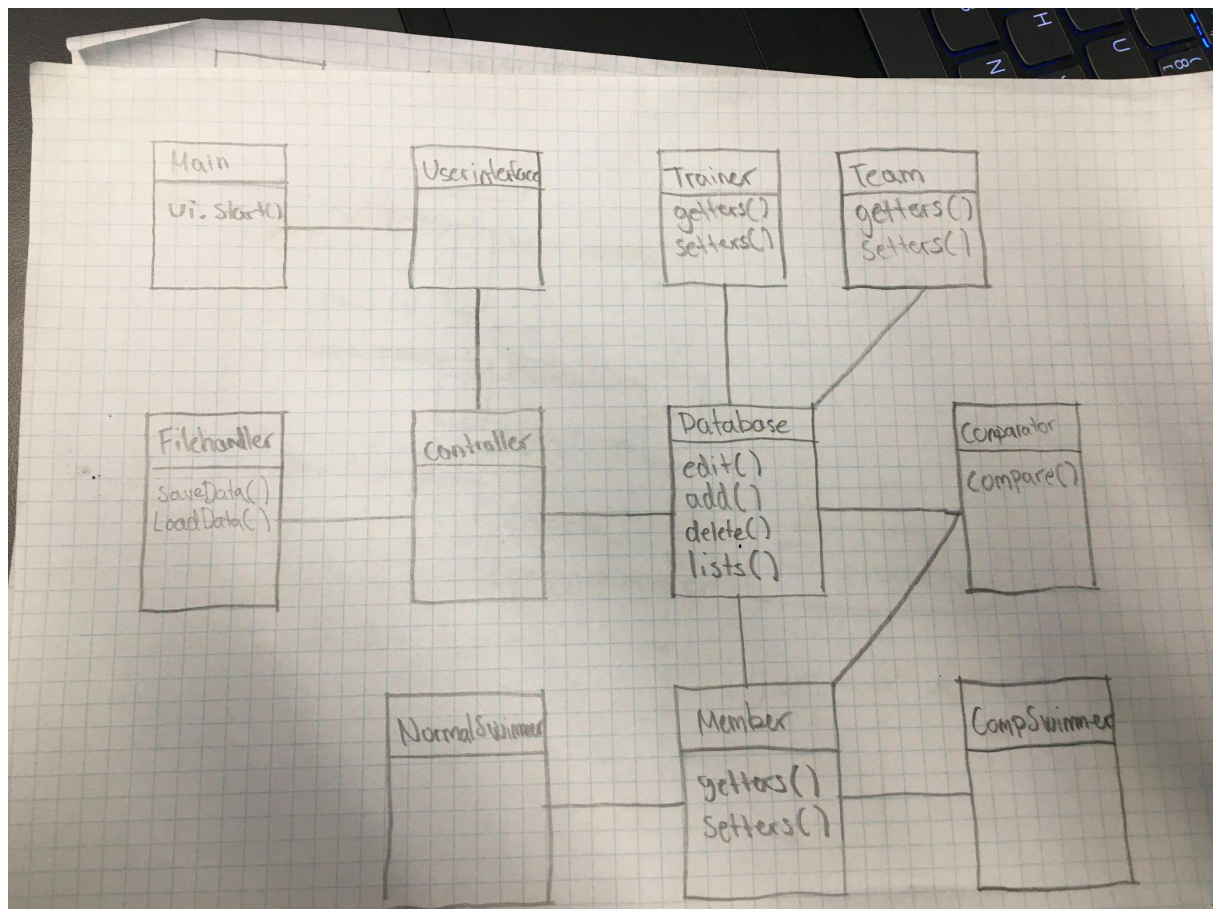 H
U
N
Main
ui.start()
Userinterface
Trainer
getters()
setters()
Team
getters()
setters()
Filehandler
saveData()
LoadData()
controller
Database
edit()
add()
delete()
lists()
Comparator
compare()
NormalSwimmer
Member
getters()
Setters()
CompSwimmer